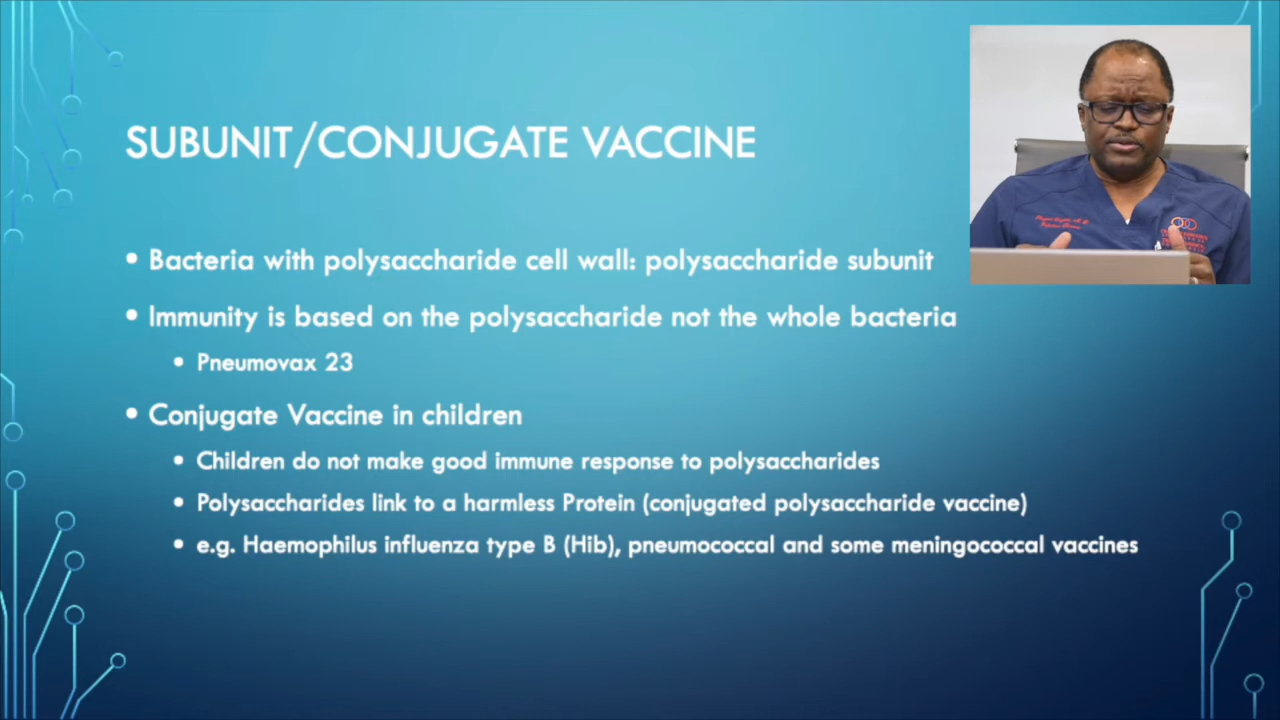 SUBUNIT/CONJUGATE VACCINE
• Bacteria with polysaccharide cell wall: polysaccharide subunit
• Immunity is based on the polysaccharide not the whole bacteria
• Pneumovax 23
• Conjugate Vaccine in children
• Children do not make good immune response to polysaccharides
• Polysaccharides link to a harmless Protein (conjugated polysaccharide vaccine)
• e.g. Haemophilus influenza type B (Hib), pneumococcal and some meningococcal vaccines